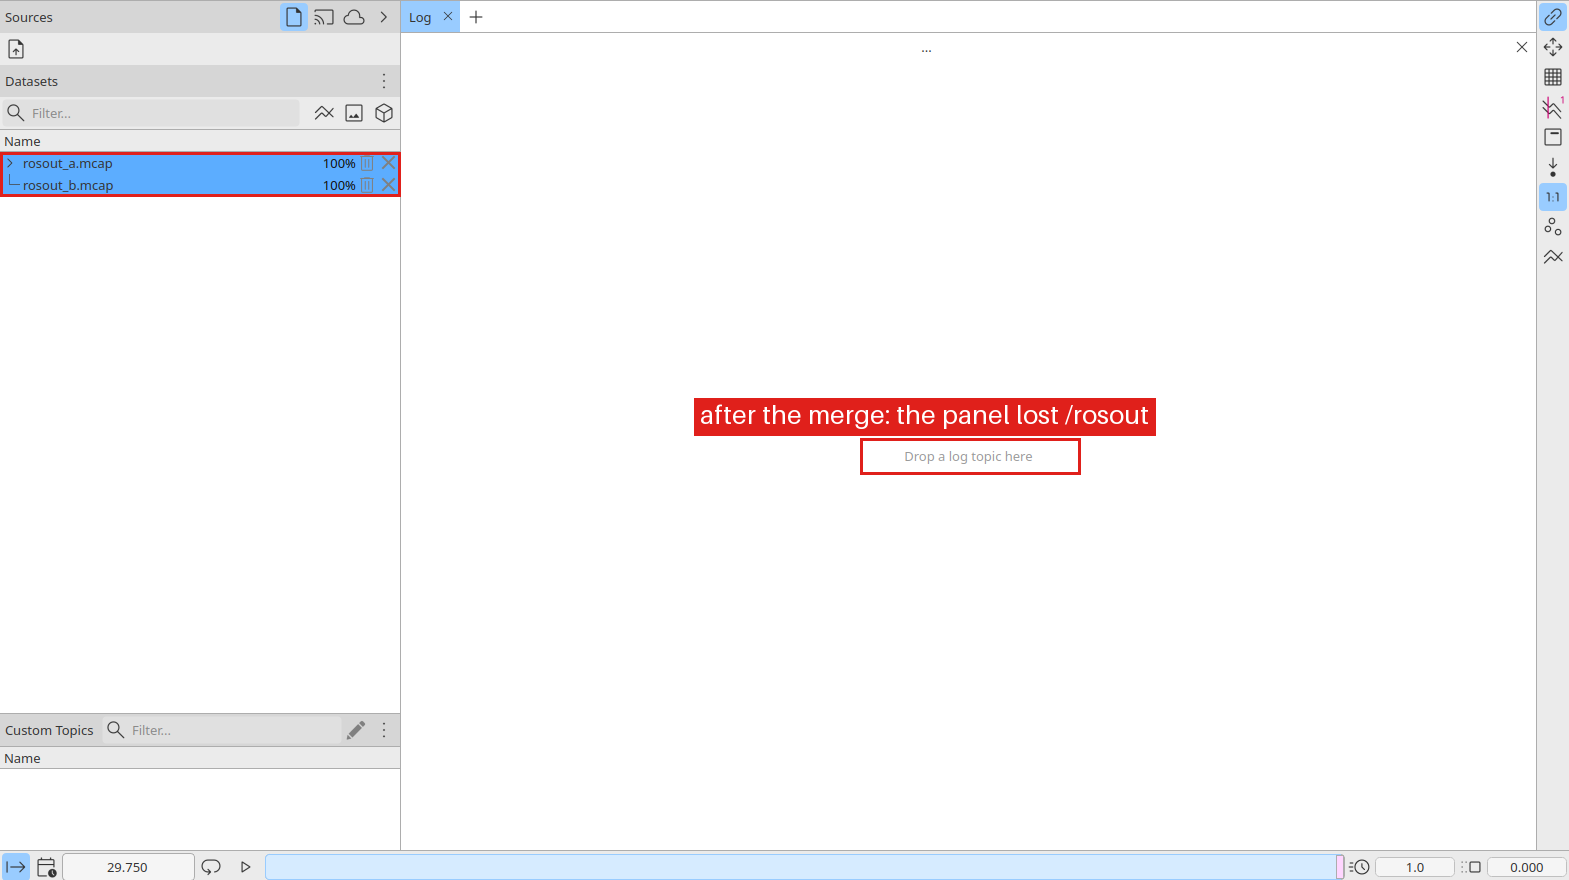 Sources
Log
...
Datasets
Filter...
Name
rosout_a.mcap 100%
rosout_b.mcap 100%
after the merge: the panel lost /rosout
Drop a log topic here
1
1:1
Custom Topics Filter...
Name
29.750 1.0 0.000